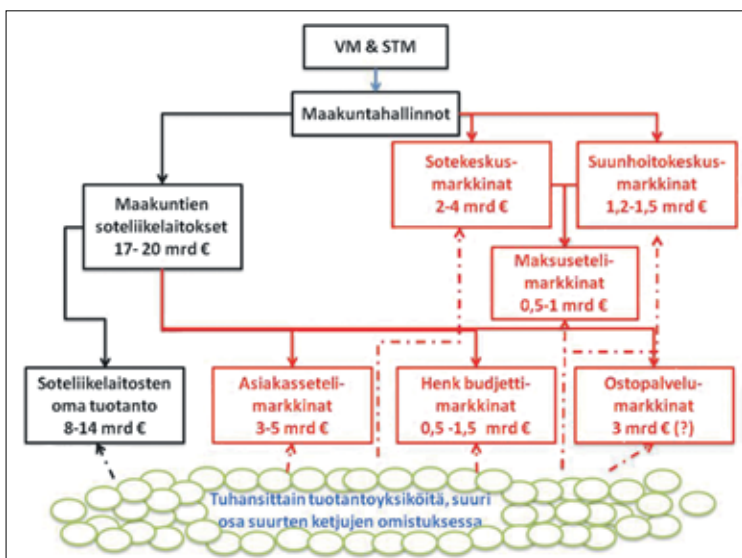 VM & STM
Maakuntahallinnot
Sotekeskus-
markkinat
2-4 mrd €
Suunhoitokeskus-
markkinat
1,2-1,5 mrd €
Maakuntien
soteliikelaitokset
17- 20 mrd €
Maksuseteli-
markkinat
0,5-1 mrd €
Soteliikelaitosten
oma tuotanto
8-14 mrd €
Asiakasseteli-
markkinat
3-5 mrd €
Henk budjetti-
markkinat
0,5 -1,5 mrd €
Ostopalvelu-
markkinat
3 mrd € (?)
Tuhansittain tuotantoyksiköitä, suuri
osa suurten ketjujen omistuksessa